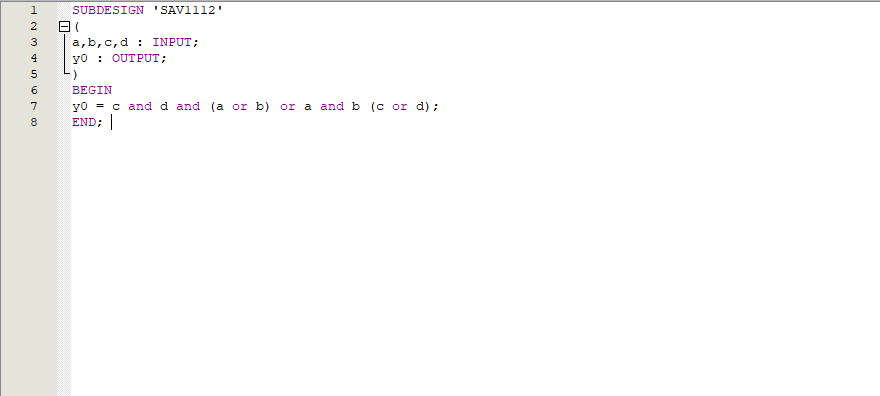 1 SUBDESIGN 'SAV1112'
2 (
3 a,b,c,d : INPUT;
4 y0 : OUTPUT;
5 )
6 BEGIN
7 y0 = c and d and (a or b) or a and b (c or d);
8 END;